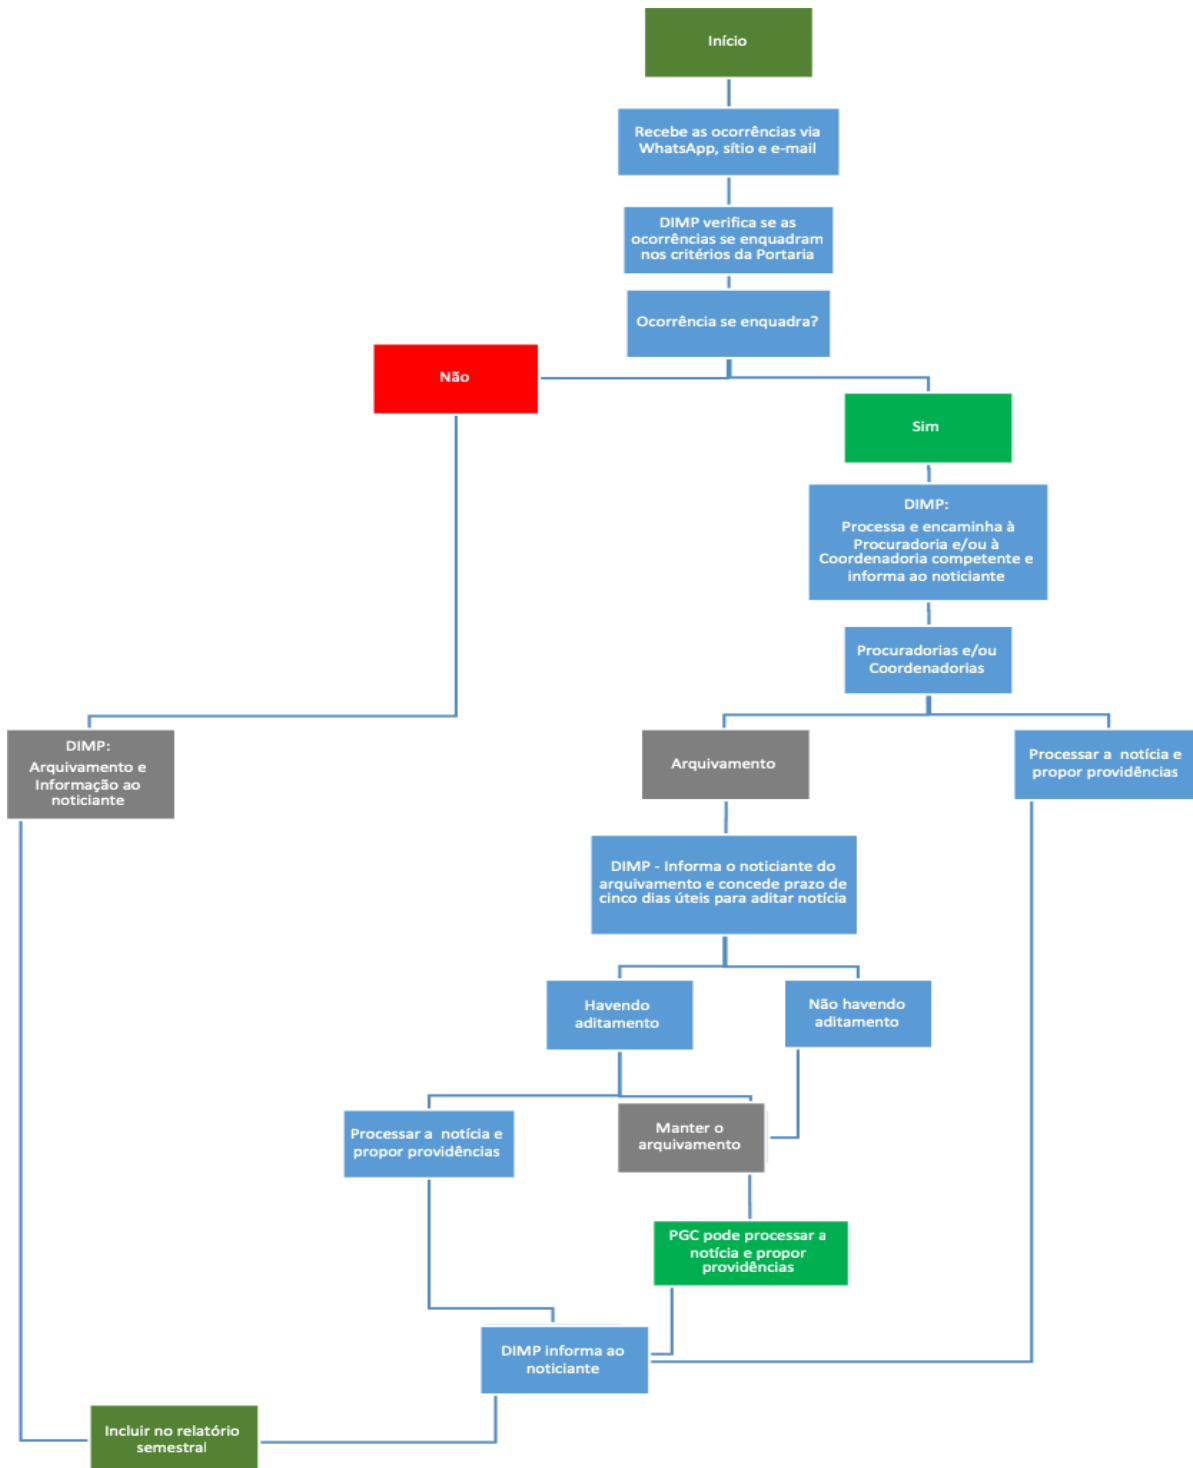 Início
Recebe as ocorrências via
WhatsApp, sítio e e-mail
DIMP verifica se as
ocorrências se enquadram
nos critérios da Portaria
Ocorrência se enquadra?
Não
Sim
DIMP:
Processa e encaminha à
Procuradoria e/ou à
Coordenadoria competente e
informa ao noticiante
Procuradorias e/ou
Coordenadorias
DIMP:
Arquivamento e
Informação ao
noticiante
Arquivamento
Processar a notícia e
propor providências
DIMP - Informa o noticiante do
arquivamento e concede prazo de
cinco dias úteis para aditar notícia
Havendo
aditamento
Não havendo
aditamento
Processar a notícia e
propor providências
Manter o
arquivamento
PGC pode processar a
notícia e propor
providências
DIMP informa ao
noticiante
Incluir no relatório
semestral